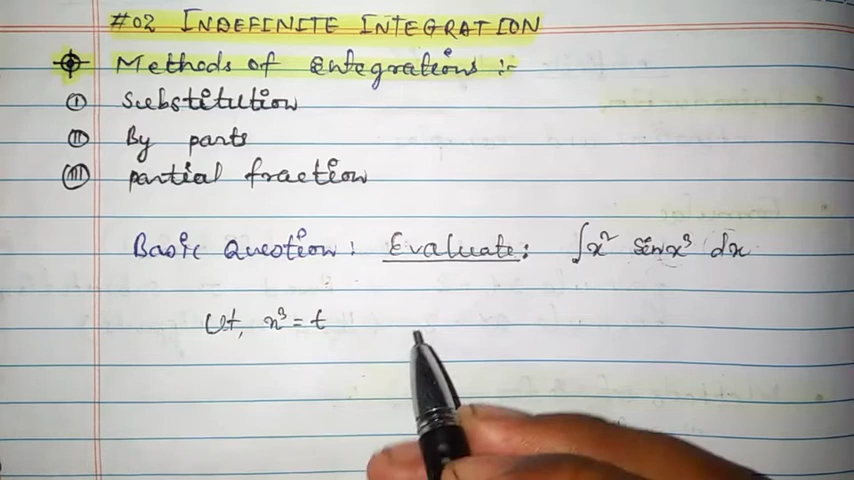 #02 INDEFINITE INTEGRATION
Methods of integrations :-
(I) Substitution
(II) By parts
(III) partial fraction
Basic Question: Evaluate: ∫x² sinx³ dx
Let, x³ = t